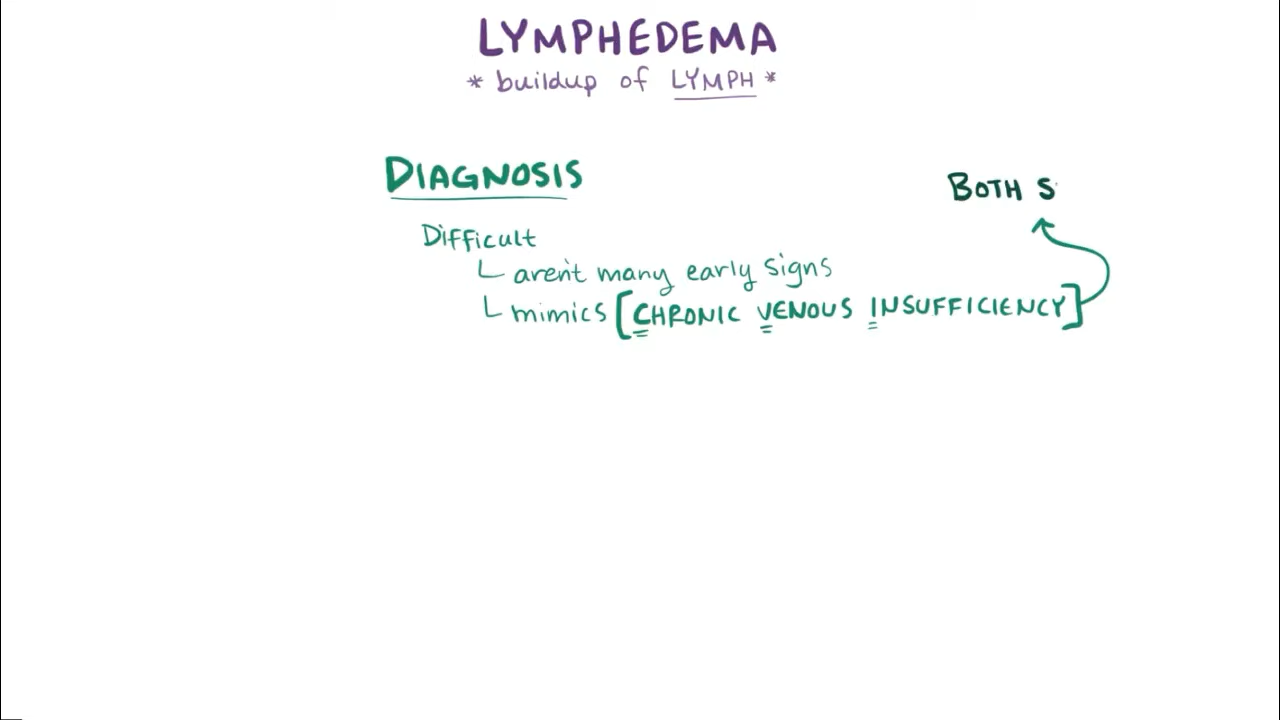 LYMPHEDEMA
* buildup of LYMPH *
DIAGNOSIS
BOTH S
Difficult
aren't many early signs
mimics [CHRONIC VENOUS INSUFFICIENCY]